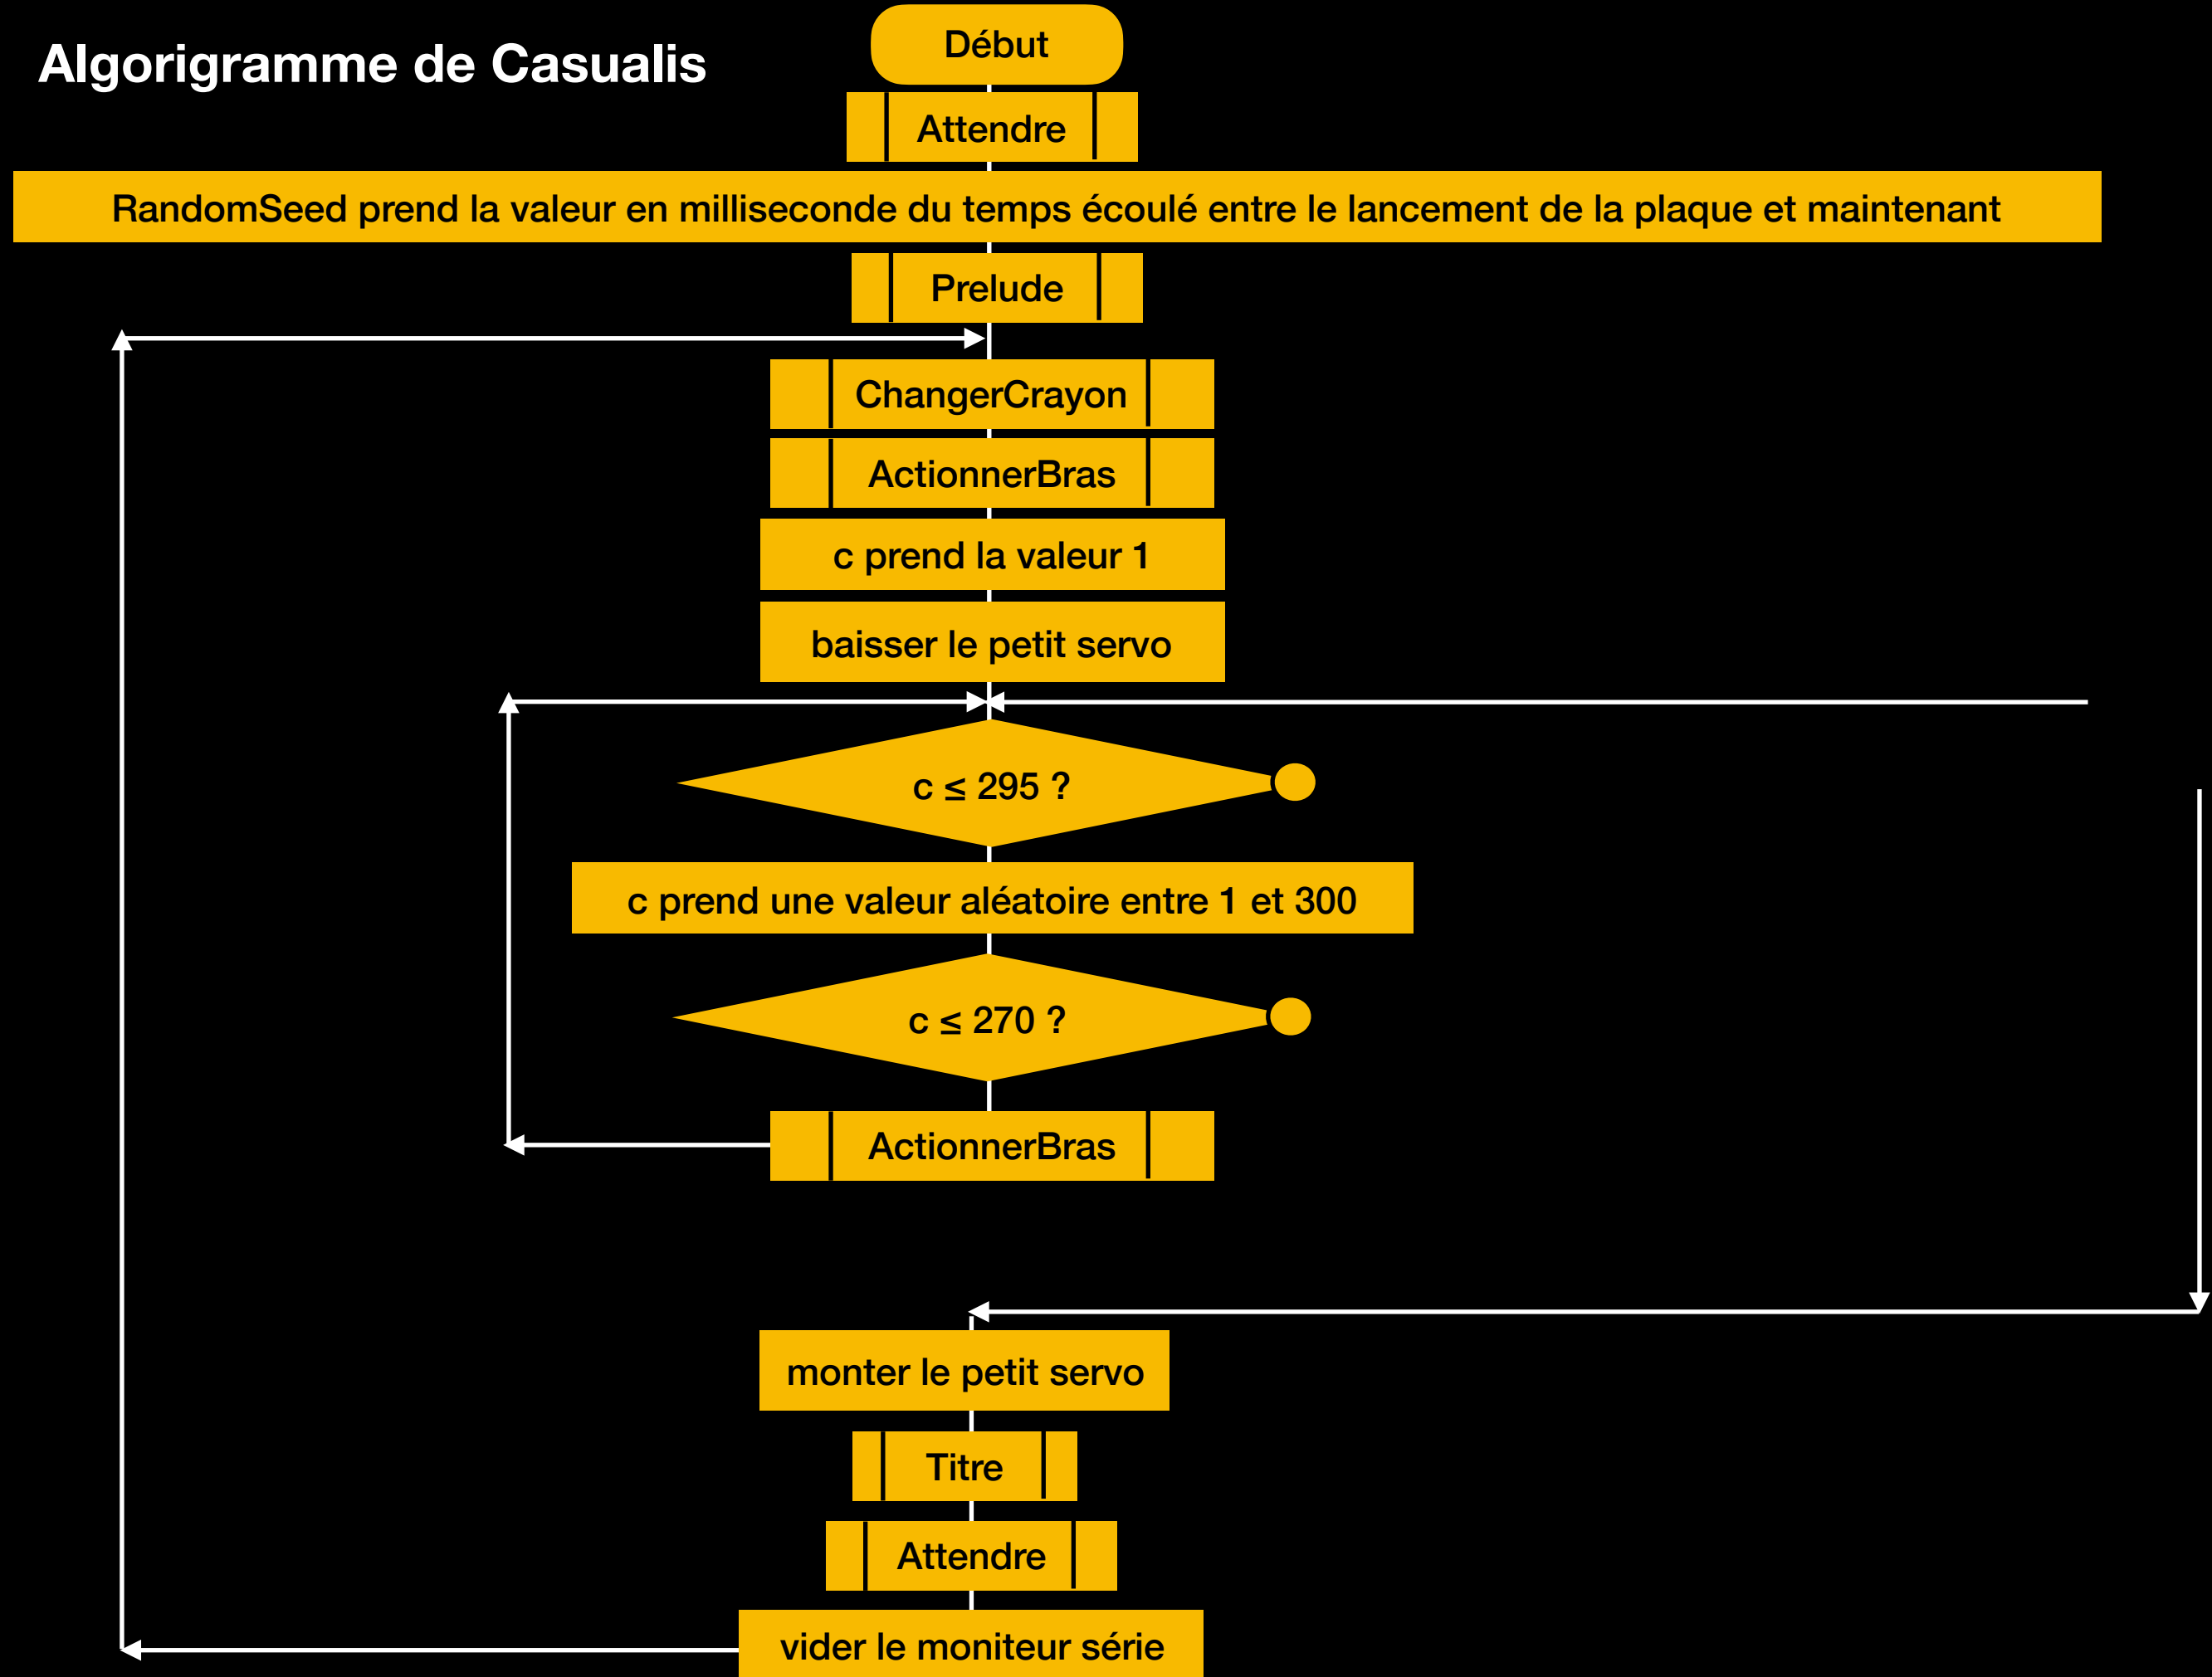 Algorigramme de Casualis
Début
Attendre
RandomSeed prend la valeur en milliseconde du temps écoulé entre le lancement de la plaque et maintenant
Prelude
ChangerCrayon
ActionnerBras
c prend la valeur 1
baisser le petit servo
c ≤ 295 ?
c prend une valeur aléatoire entre 1 et 300
c ≤ 270 ?
ActionnerBras
monter le petit servo
Titre
Attendre
vider le moniteur série